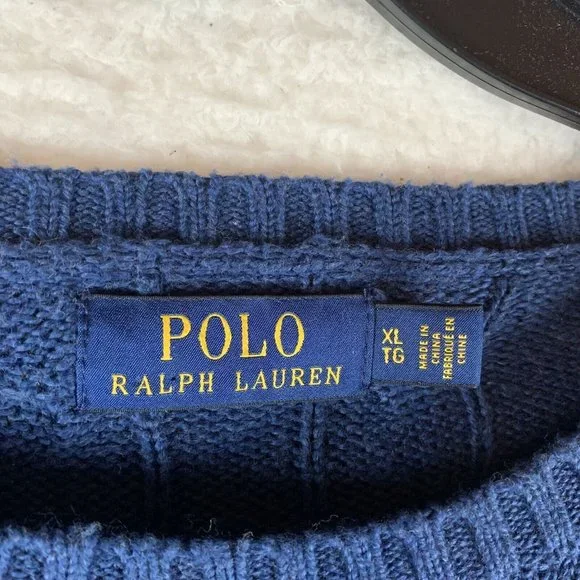 POLO
RALPH LAUREN
XL
TG
MADE IN
CHINA
FABRIQUÉ EN
CHINE